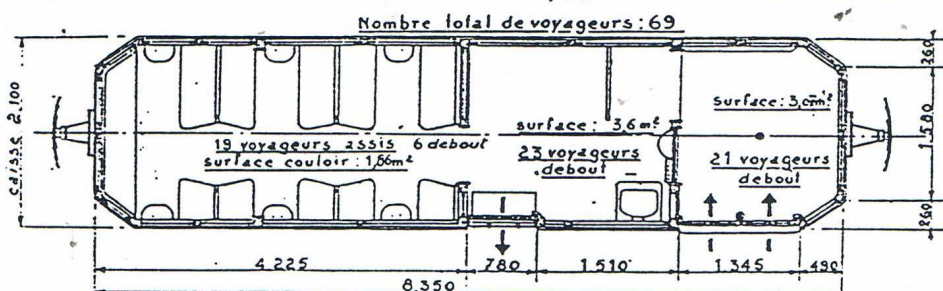 Nombre total de voyageurs: 69
260
caisse 2.100
surface: 3,0m²
surface: 3.6 m²
1.580
19 voyageurs assis 6 debout
surface couloir: 1,66m²
23 voyageurs
debout
21 voyageurs
debout
260
4.225
780
1.510
1.345
490
8.350